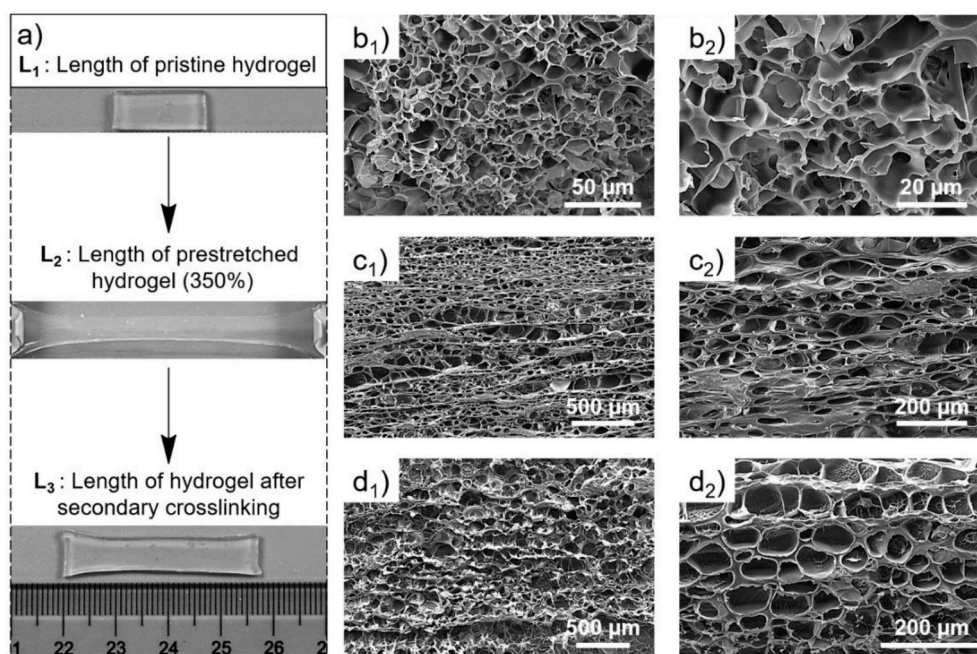 a)
L₁ : Length of pristine hydrogel
L₂ : Length of prestretched
hydrogel (350%)
L₃ : Length of hydrogel after
secondary crosslinking
1 22 23 24 25 26 2
b₁)
50 µm
b₂)
20 µm
c₁)
500 µm
c₂)
200 µm
d₁)
500 µm
d₂)
200 µm